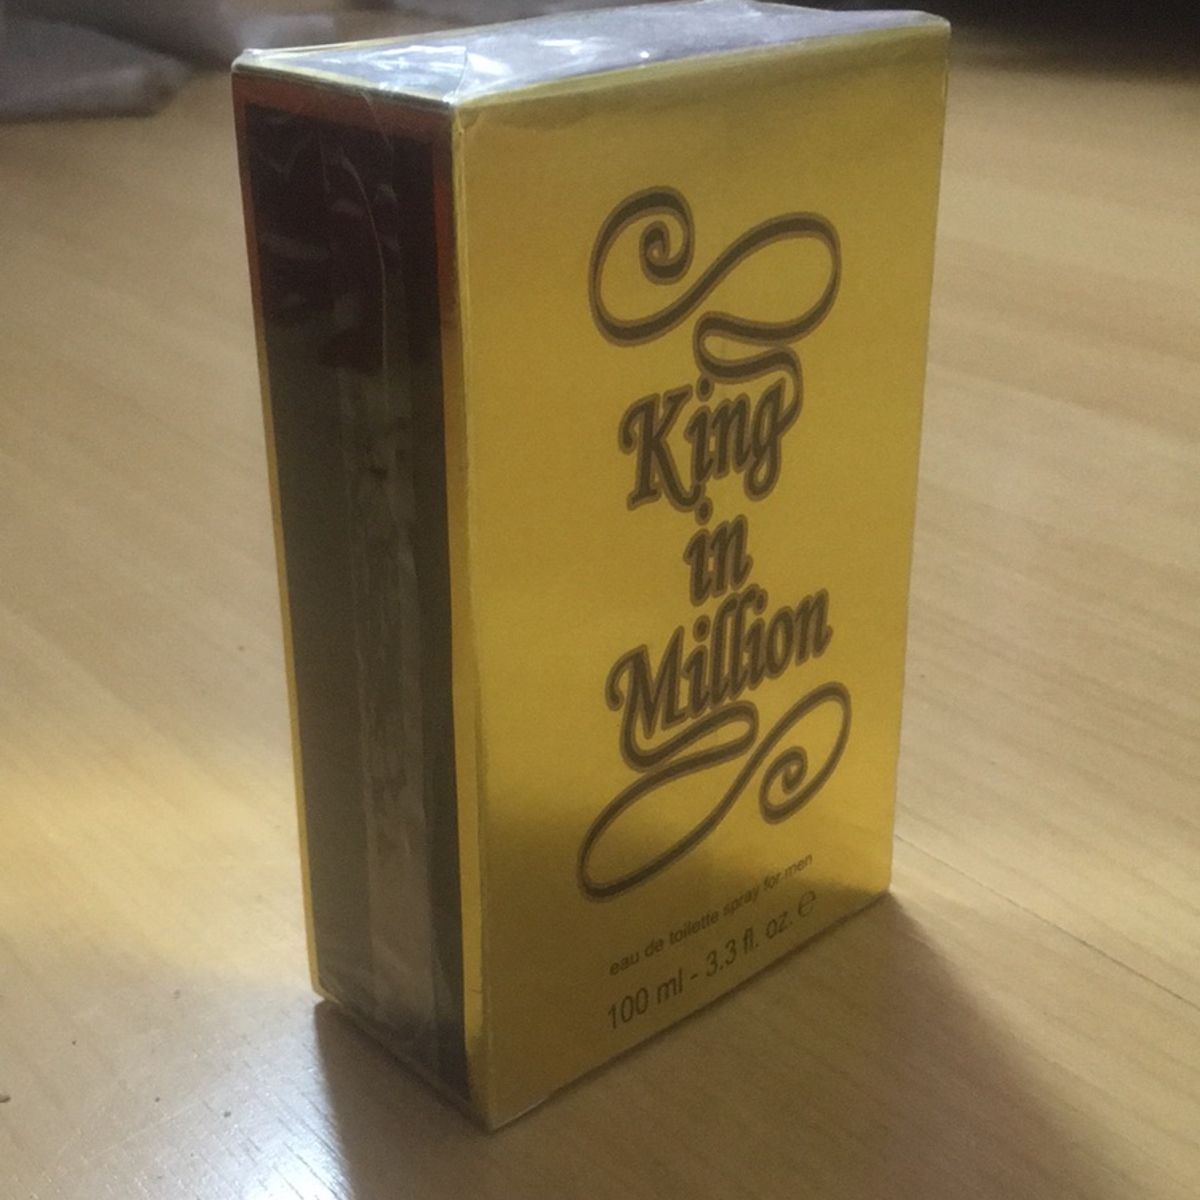 King
in
Million
eau de toilette spray for men
100 ml - 3.3 fl. oz. ℮